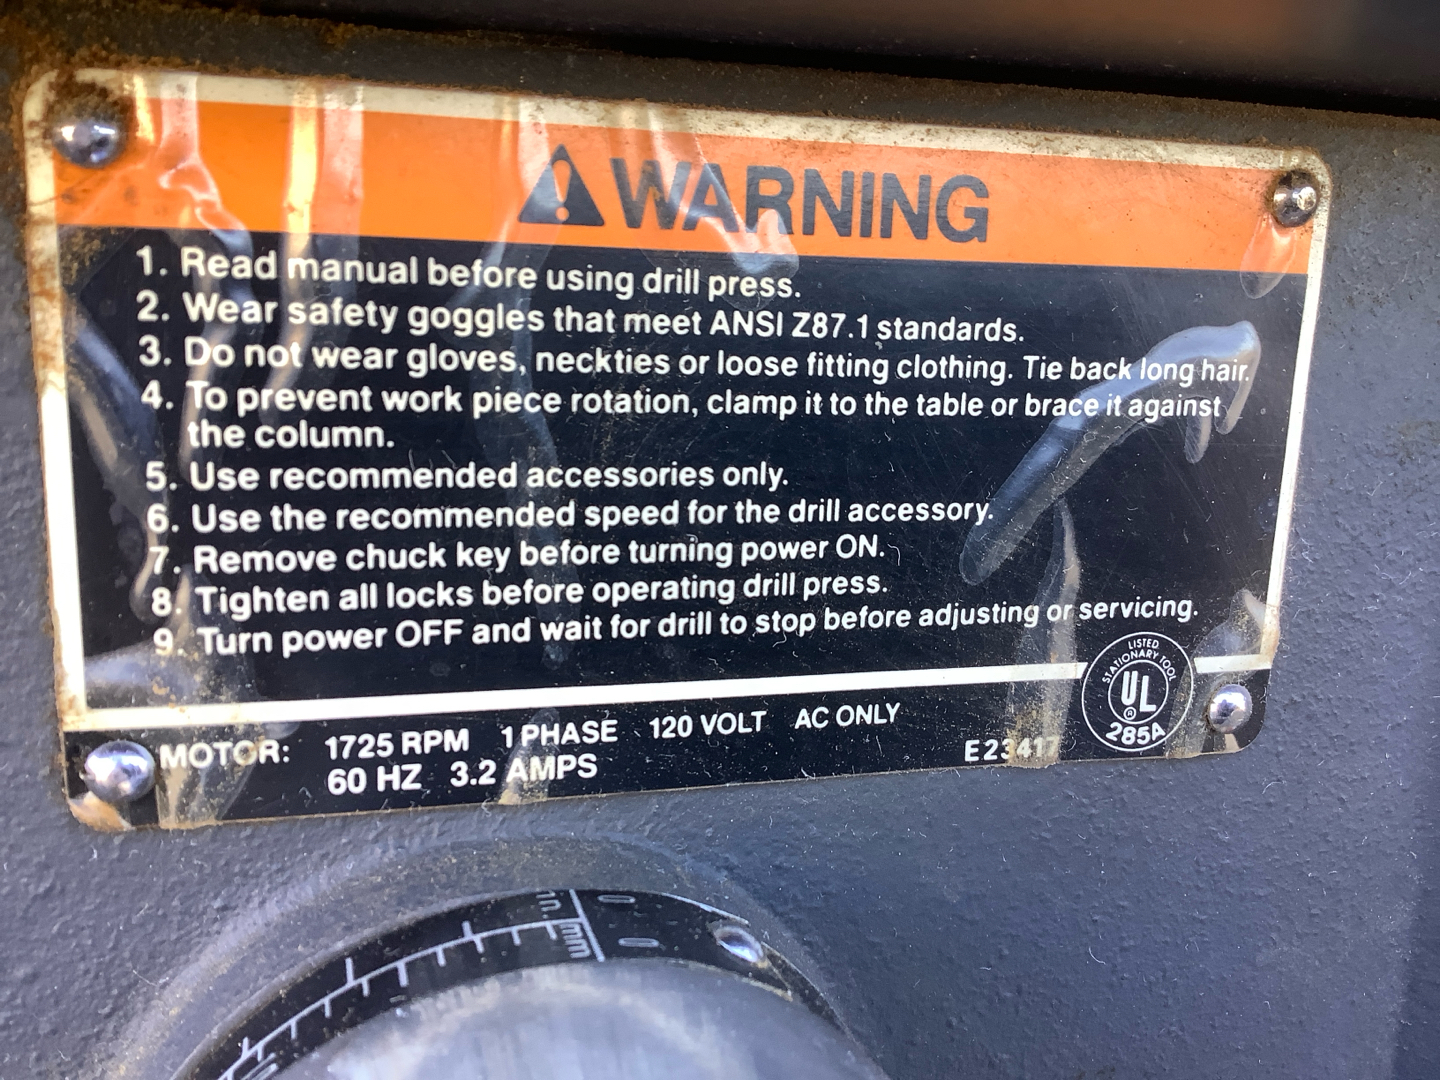 WARNING
1. Read manual before using drill press.
2. Wear safety goggles that meet ANSI Z87.1 standards.
3. Do not wear gloves, neckties or loose fitting clothing. Tie back long hair.
4. To prevent work piece rotation, clamp it to the table or brace it against
the column.
5. Use recommended accessories only.
6. Use the recommended speed for the drill accessory.
7. Remove chuck key before turning power ON.
8. Tighten all locks before operating drill press.
9. Turn power OFF and wait for drill to stop before adjusting or servicing.
MOTOR: 1725 RPM 1 PHASE 120 VOLT AC ONLY
60 HZ 3.2 AMPS
E23417
LISTED
STATIONARY TOOL
UL
®
285A
in. 0
mm 0